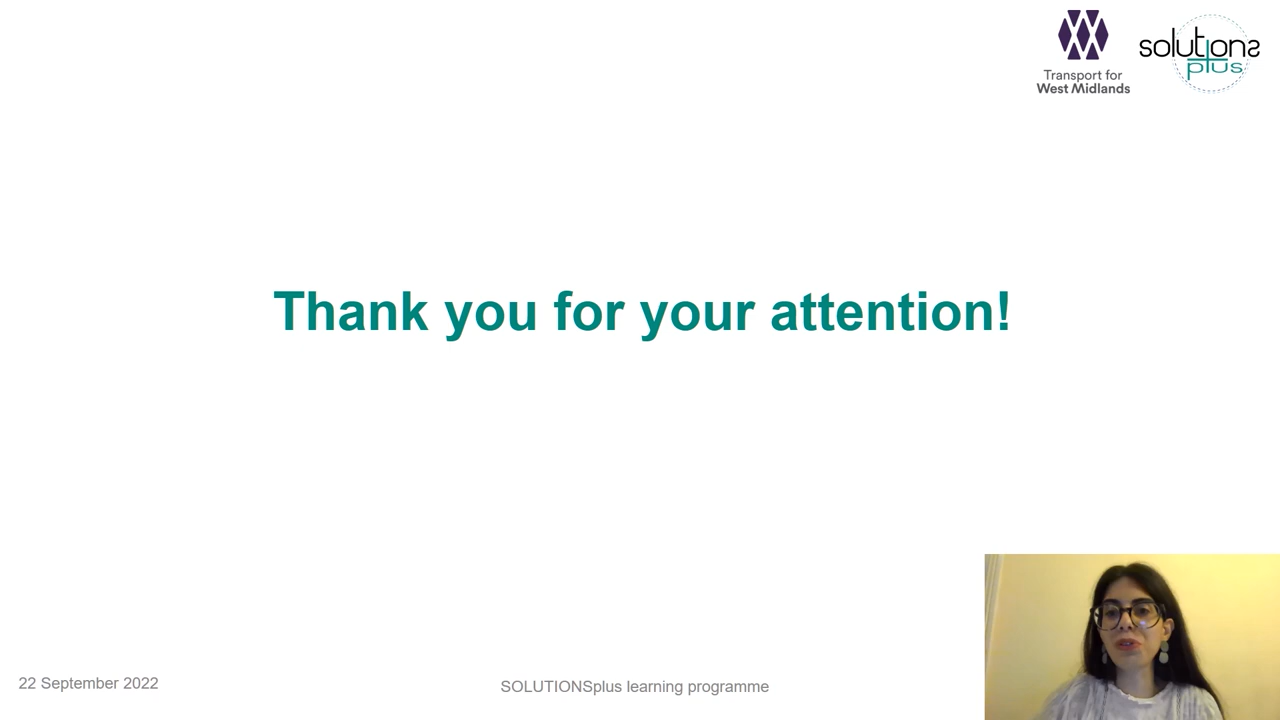 Transport for
West Midlands
solutions
plus
Thank you for your attention!
22 September 2022
SOLUTIONSplus learning programme